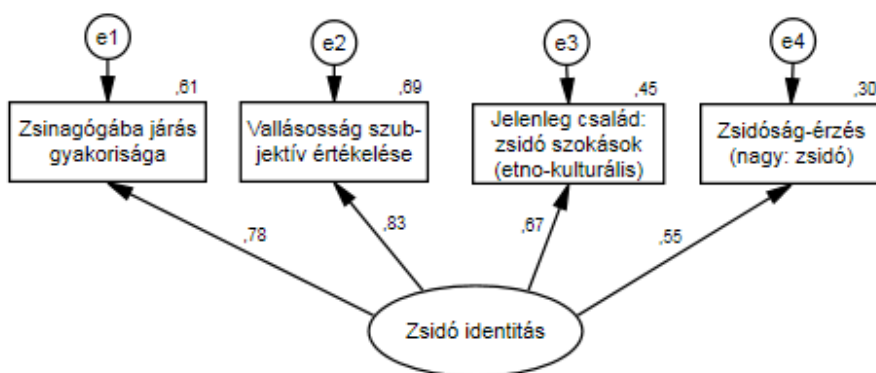 e1
e2
e3
e4
,61
,69
,45
,30
Zsinagógába járás
gyakorisága
Vallásosság szub-
jektív értékelése
Jelenleg család:
zsidó szokások
(etno-kulturális)
Zsidóság-érzés
(nagy: zsidó)
,78
,83
,67
,55
Zsidó identitás